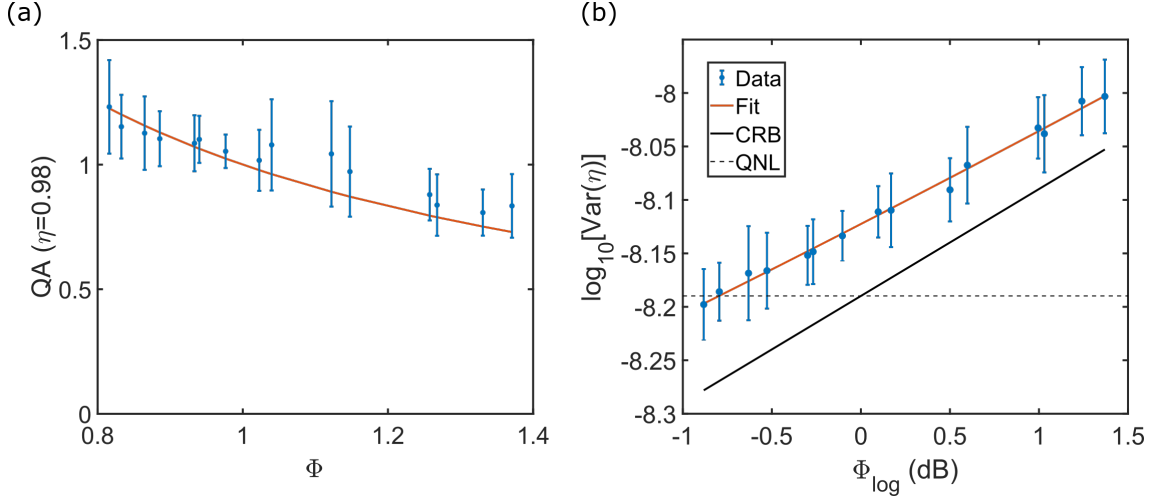 (a)
1.5
1
0.5
0
QA (η=0.98)
0.8
1
1.2
1.4
Φ
(b)
Data
Fit
CRB
QNL
-8
-8.05
-8.1
-8.15
-8.2
-8.25
-8.3
log10[Var(η)]
-1
-0.5
0
0.5
1
1.5
Φlog (dB)